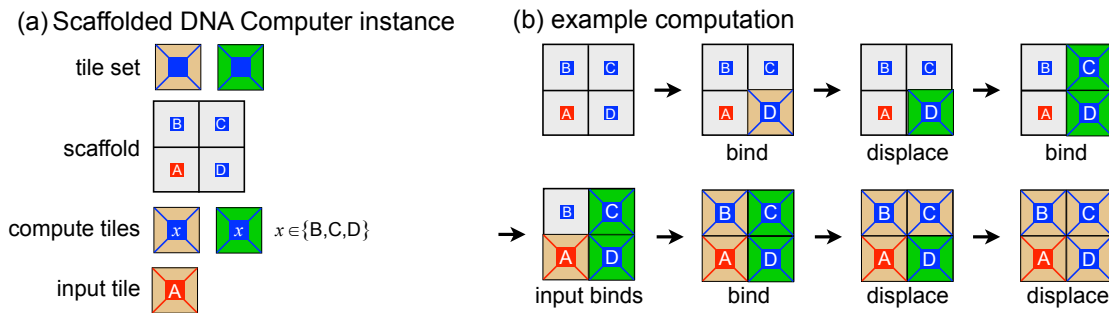 (a) Scaffolded DNA Computer instance
tile set
scaffold
B C
A D
compute tiles x x x∈{B,C,D}
input tile A
(b) example computation
B C B C B C B C
A D A D A D A D
bind displace bind
B C B C B C B C
A D A D A D A D
input binds bind displace displace